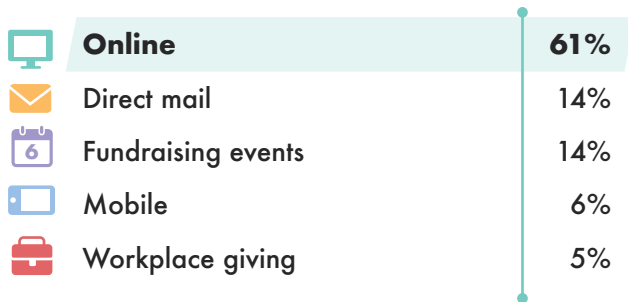 Online 61%
Direct mail 14%
6 Fundraising events 14%
Mobile 6%
Workplace giving 5%